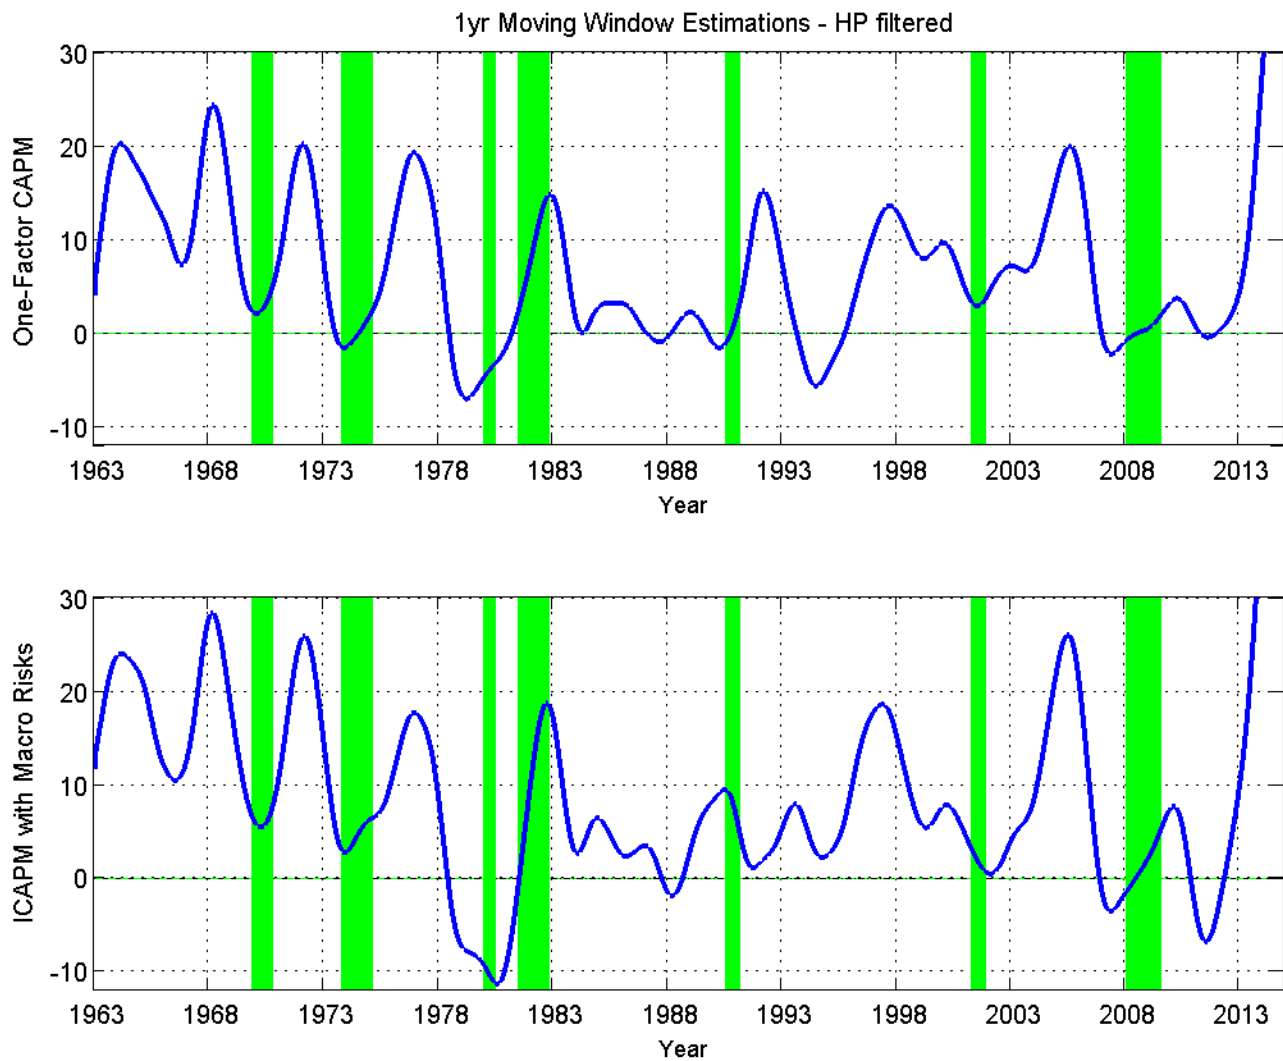 1yr Moving Window Estimations - HP filtered
One-Factor CAPM
30
20
10
0
-10
1963 1968 1973 1978 1983 1988 1993 1998 2003 2008 2013
Year
ICAPM with Macro Risks
30
20
10
0
-10
1963 1968 1973 1978 1983 1988 1993 1998 2003 2008 2013
Year